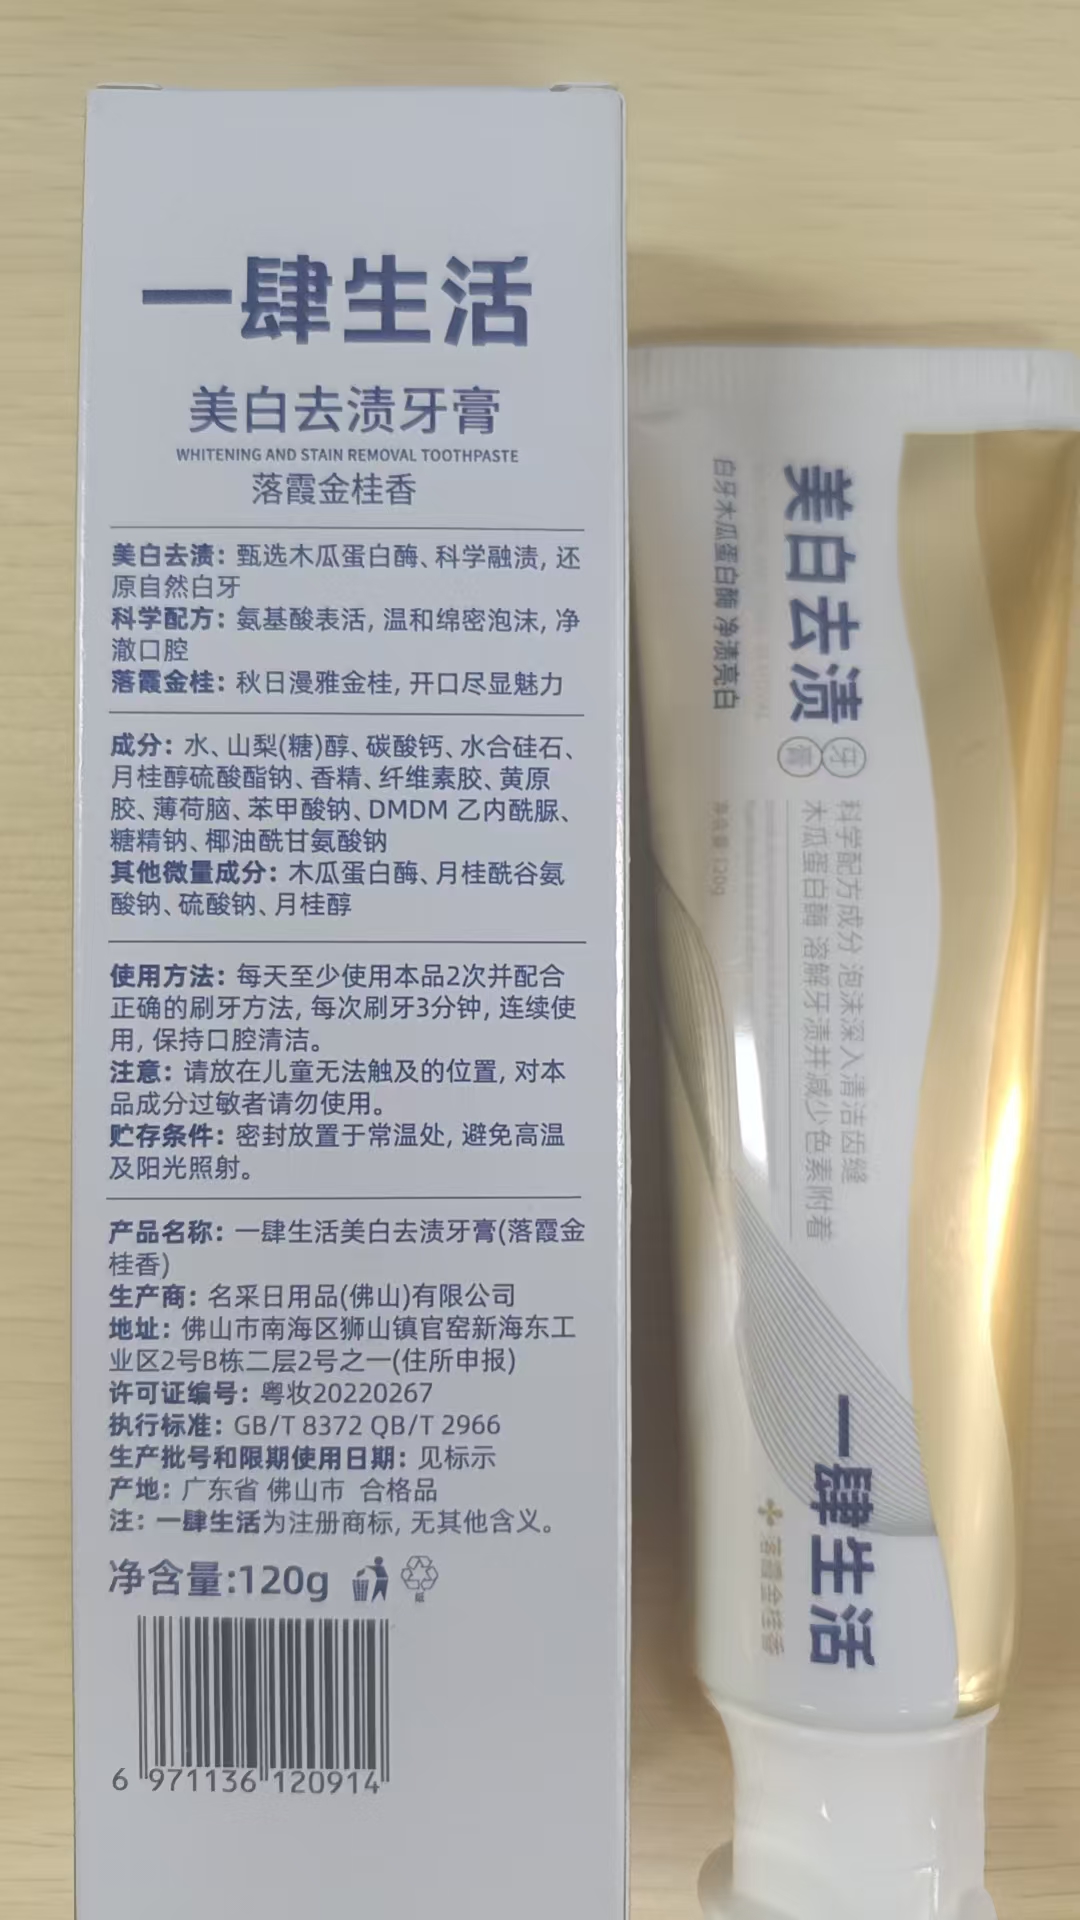 一肆生活
美白去渍牙膏
WHITENING AND STAIN REMOVAL TOOTHPASTE
落霞金桂香
美白去渍：甄选木瓜蛋白酶、科学融渍，还
原自然白牙
科学配方：氨基酸表活，温和绵密泡沫，净
澈口腔
落霞金桂：秋日漫雅金桂，开口尽显魅力
成分：水、山梨(糖)醇、碳酸钙、水合硅石、
月桂醇硫酸酯钠、香精、纤维素胶、黄原
胶、薄荷脑、苯甲酸钠、DMDM 乙内酰脲、
糖精钠、椰油酰甘氨酸钠
其他微量成分：木瓜蛋白酶、月桂酰谷氨
酸钠、硫酸钠、月桂醇
使用方法：每天至少使用本品2次并配合
正确的刷牙方法，每次刷牙3分钟，连续使
用，保持口腔清洁。
注意：请放在儿童无法触及的位置，对本
品成分过敏者请勿使用。
贮存条件：密封放置于常温处，避免高温
及阳光照射。
产品名称：一肆生活美白去渍牙膏(落霞金
桂香)
生产商：名采日用品(佛山)有限公司
地址：佛山市南海区狮山镇官窑新海东工
业区2号B栋二层2号之一(住所申报)
许可证编号：粤妆20220267
执行标准：GB/T 8372 QB/T 2966
生产批号和限期使用日期：见标示
产地：广东省 佛山市 合格品
注：一肆生活为注册商标，无其他含义。
净含量:120g
纸
6 971136 120914
美白去渍
牙膏
白牙木瓜蛋白酶 净渍亮白
科学配方成分 泡沫深入清洁齿缝
木瓜蛋白酶 溶解牙渍并减少色素附着
净含量 120g
一肆生活
落霞金桂香